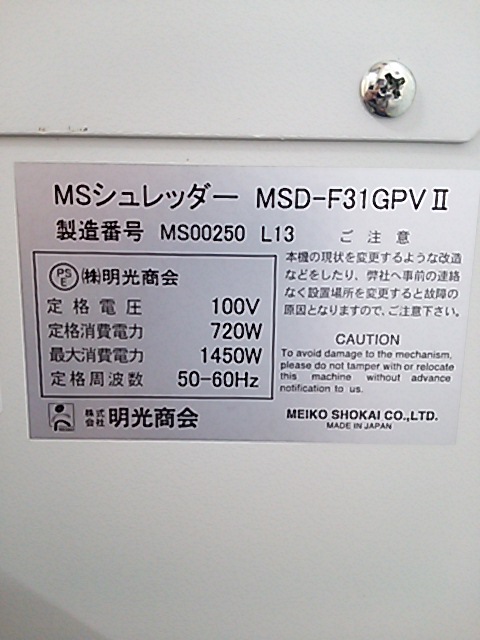 MSシュレッダー MSD-F31GPVⅡ
製造番号 MS00250 L13
PS
E
㈱明光商会
定格電圧 100V
定格消費電力 720W
最大消費電力 1450W
定格周波数 50-60Hz
株式
会社 明光商会
ご注意
本機の現状を変更するような改造
などをしたり、弊社へ事前の連絡
なく設置場所を変更すると故障の
原因となりますので、ご注意下さい。
CAUTION
To avoid damage to the mechanism,
please do not tamper with or relocate
this machine without advance
notification to us.
MEIKO SHOKAI CO.,LTD.
MADE IN JAPAN